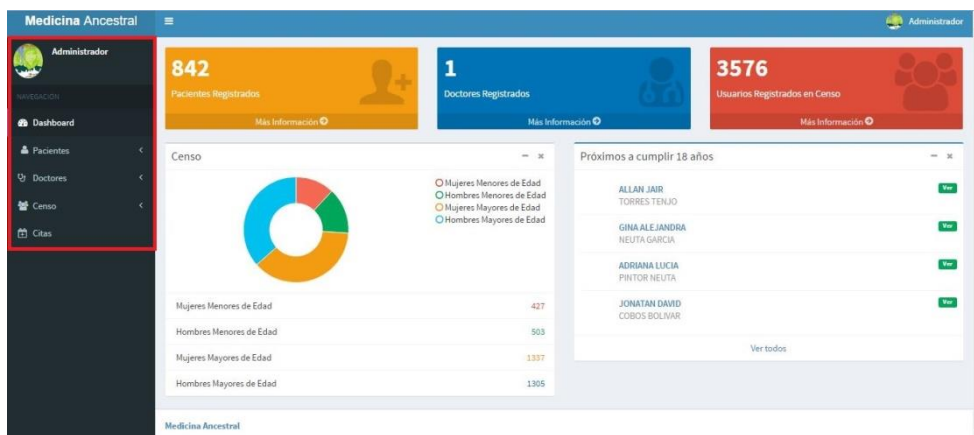 Medicina Ancestral
Administrador
Administrador
NAVEGACIÓN
Dashboard
Pacientes
Doctores
Censo
Citas
842
Pacientes Registrados
Más Información
1
Doctores Registrados
Más Información
3576
Usuarios Registrados en Censo
Más Información
Censo
Mujeres Menores de Edad
Hombres Menores de Edad
Mujeres Mayores de Edad
Hombres Mayores de Edad
Mujeres Menores de Edad 427
Hombres Menores de Edad 503
Mujeres Mayores de Edad 1337
Hombres Mayores de Edad 1305
Próximos a cumplir 18 años
ALLAN JAIR Ver
TORRES TENJO
GINA ALEJANDRA Ver
NEUTA GARCIA
ADRIANA LUCIA Ver
PINTOR NEUTA
JONATAN DAVID Ver
COBOS BOLIVAR
Ver todos
Medicina Ancestral